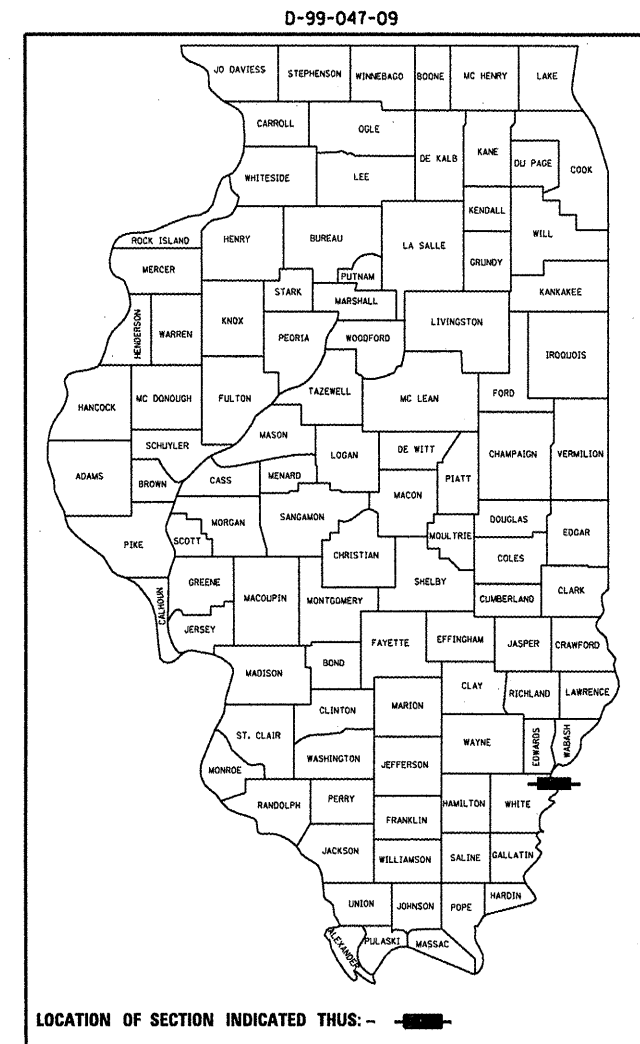 D-99-047-09
JO DAVIESS STEPHENSON WINNEBAGO BOONE MC HENRY LAKE
CARROLL OGLE DE KALB KANE DU PAGE COOK
WHITESIDE LEE KENDALL WILL
ROCK ISLAND HENRY BUREAU LA SALLE GRUNDY
MERCER PUTNAM KANKAKEE
STARK MARSHALL
HENDERSON WARREN KNOX PEORIA WOODFORD LIVINGSTON IROQUOIS
HANCOCK MC DONOUGH FULTON TAZEWELL MC LEAN FORD
SCHUYLER MASON LOGAN DE WITT CHAMPAIGN VERMILION
ADAMS BROWN CASS MENARD PIATT
MACON
PIKE SCOTT MORGAN SANGAMON MOULTRIE DOUGLAS EDGAR
CHRISTIAN COLES
CALHOUN GREENE MACOUPIN MONTGOMERY SHELBY CUMBERLAND CLARK
JERSEY FAYETTE EFFINGHAM JASPER CRAWFORD
MADISON BOND CLAY RICHLAND LAWRENCE
CLINTON MARION
ST. CLAIR WAYNE EDWARDS WABASH
MONROE WASHINGTON JEFFERSON
RANDOLPH PERRY HAMILTON WHITE
FRANKLIN
JACKSON WILLIAMSON SALINE GALLATIN
UNION JOHNSON POPE HARDIN
ALEXANDER PULASKI MASSAC
LOCATION OF SECTION INDICATED THUS: -